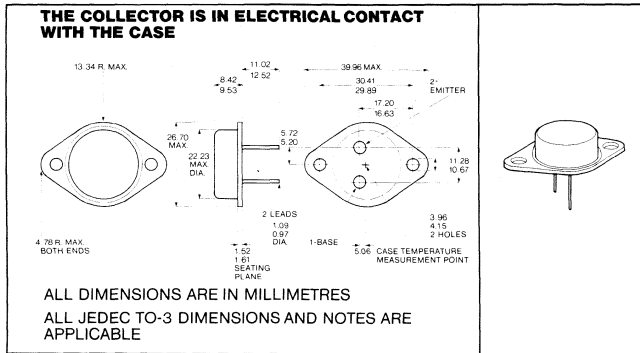 THE COLLECTOR IS IN ELECTRICAL CONTACT
WITH THE CASE
13.34 R. MAX.
8.42
9.53
11.02
12.52
39.96 MAX.
30.41
29.89
2-
EMITTER
17.20
16.63
26.70
MAX.
22.23
MAX.
DIA.
5.72
5.20
11.28
10.67
4.78 R. MAX.
BOTH ENDS
2 LEADS
1.09
0.97
DIA.
1.52
1.61
SEATING
PLANE
1-BASE
5.06
CASE TEMPERATURE
MEASUREMENT POINT
3.96
4.15
2 HOLES
ALL DIMENSIONS ARE IN MILLIMETRES
ALL JEDEC TO-3 DIMENSIONS AND NOTES ARE
APPLICABLE